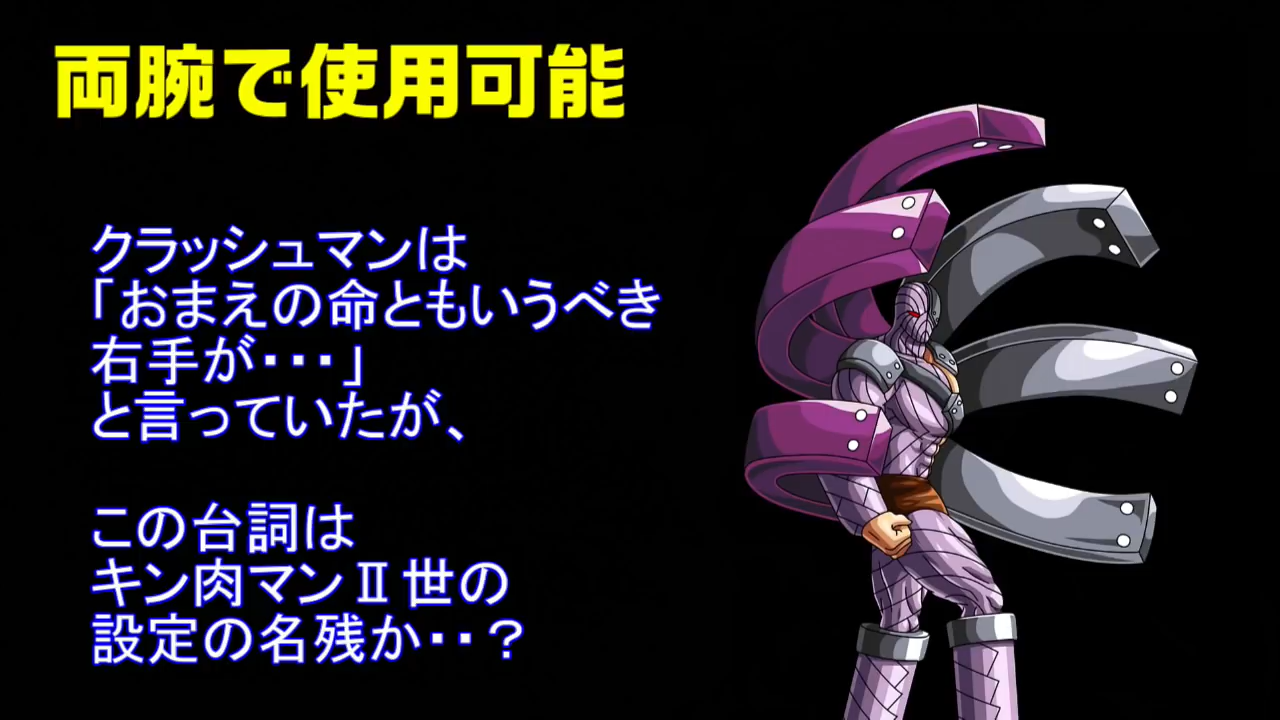 両腕で使用可能
クラッシュマンは
「おまえの命ともいうべき
右手が・・・」
と言っていたが、
この台詞は
キン肉マンⅡ世の
設定の名残か・・？